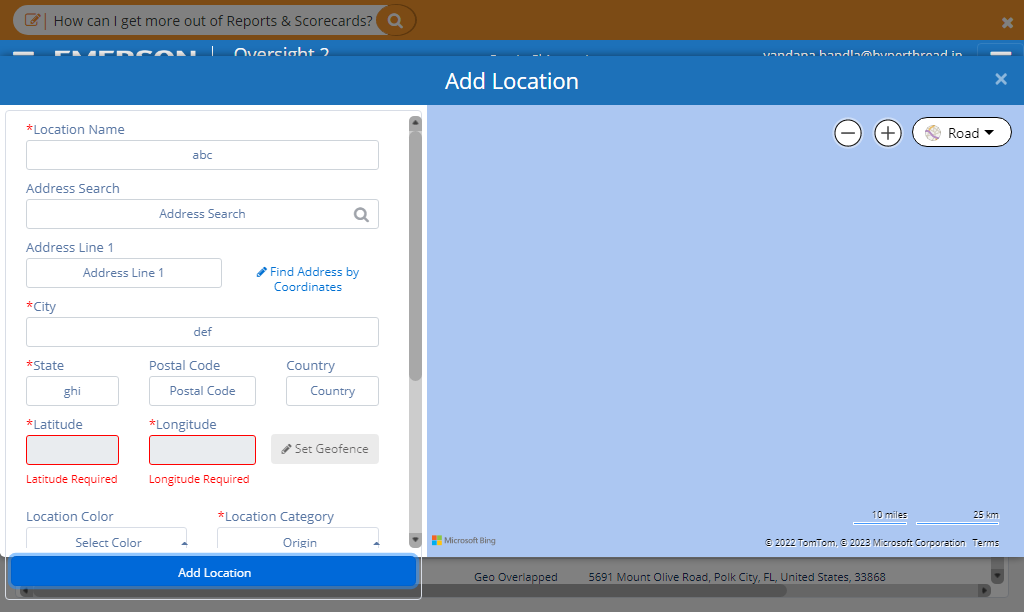 How can I get more out of Reports & Scorecards?
EMERSON
Oversight 2
vandana.bandla@hyperthread.in
Add Location
*Location Name
abc
Address Search
Address Search
Address Line 1
Address Line 1
Find Address by
Coordinates
*City
def
*State
Postal Code
Country
ghi
Postal Code
Country
*Latitude
*Longitude
Set Geofence
Latitude Required
Longitude Required
Location Color
*Location Category
Select Color
Origin
Add Location
Road
10 miles
25 km
Microsoft Bing
© 2022 TomTom, © 2023 Microsoft Corporation
Terms
Geo Overlapped
5691 Mount Olive Road, Polk City, FL, United States, 33868